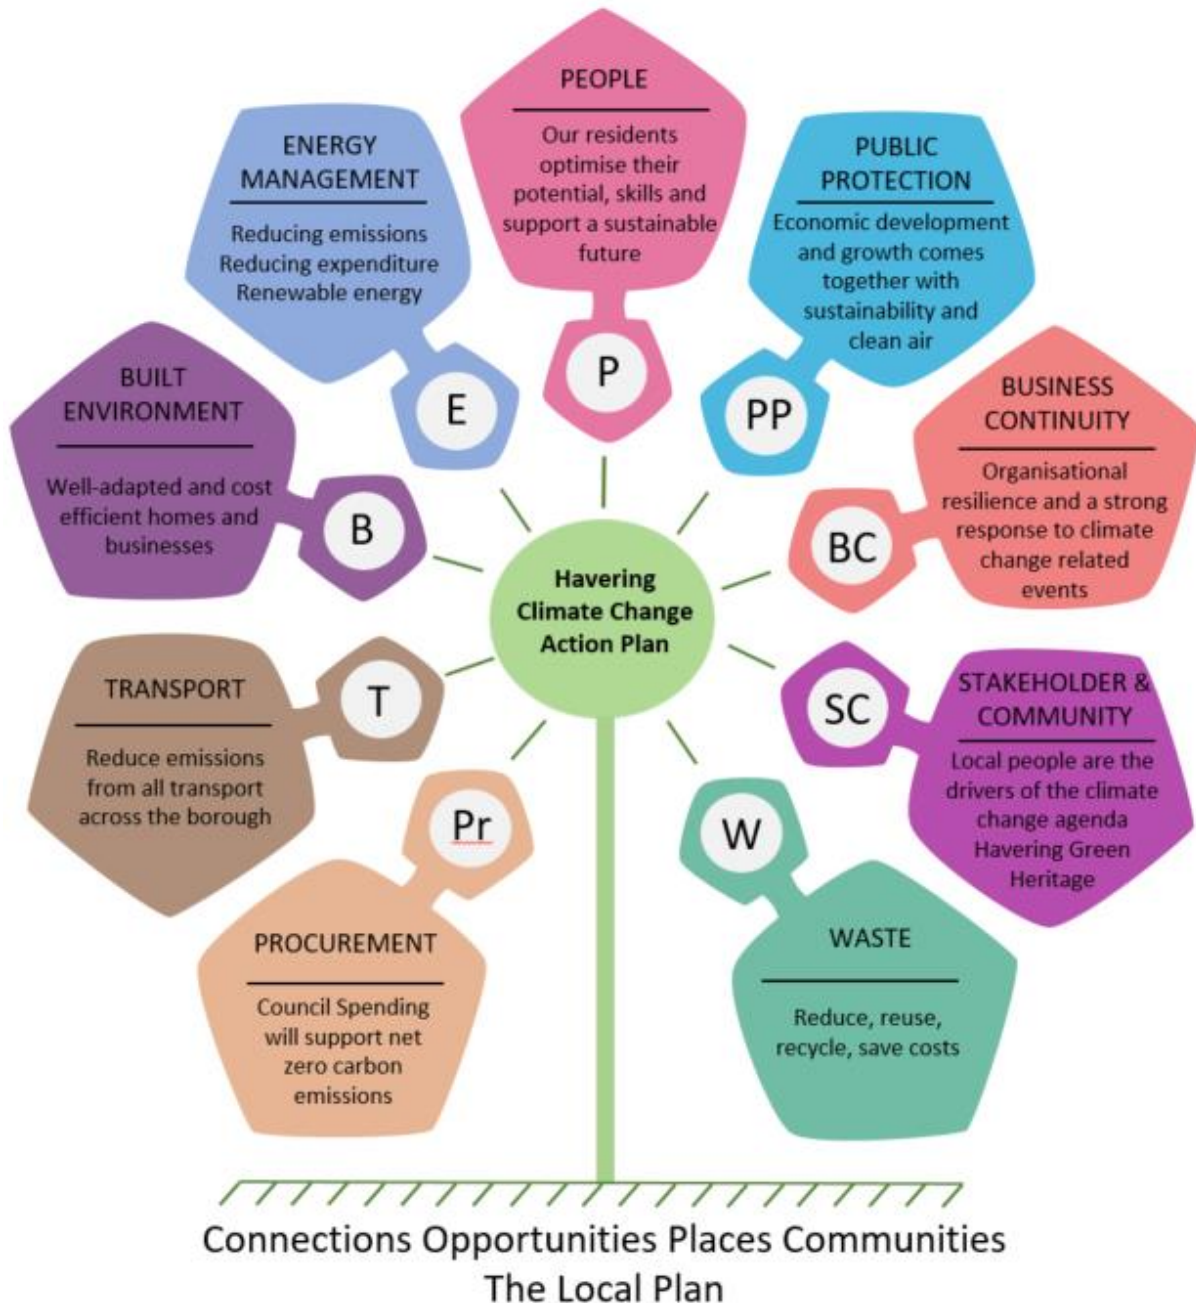 PEOPLE
Our residents
optimise their
potential, skills and
support a sustainable
future
P
ENERGY
MANAGEMENT
Reducing emissions
Reducing expenditure
Renewable energy
E
PUBLIC
PROTECTION
Economic development
and growth comes
together with
sustainability and
clean air
PP
BUILT
ENVIRONMENT
Well-adapted and cost
efficient homes and
businesses
B
BUSINESS
CONTINUITY
Organisational
resilience and a strong
response to climate
change related
events
BC
Havering
Climate Change
Action Plan
TRANSPORT
Reduce emissions
from all transport
across the borough
T
STAKEHOLDER &
COMMUNITY
Local people are the
drivers of the climate
change agenda
Havering Green
Heritage
SC
Pr
PROCUREMENT
Council Spending
will support net
zero carbon
emissions
W
WASTE
Reduce, reuse,
recycle, save costs
Connections Opportunities Places Communities
The Local Plan